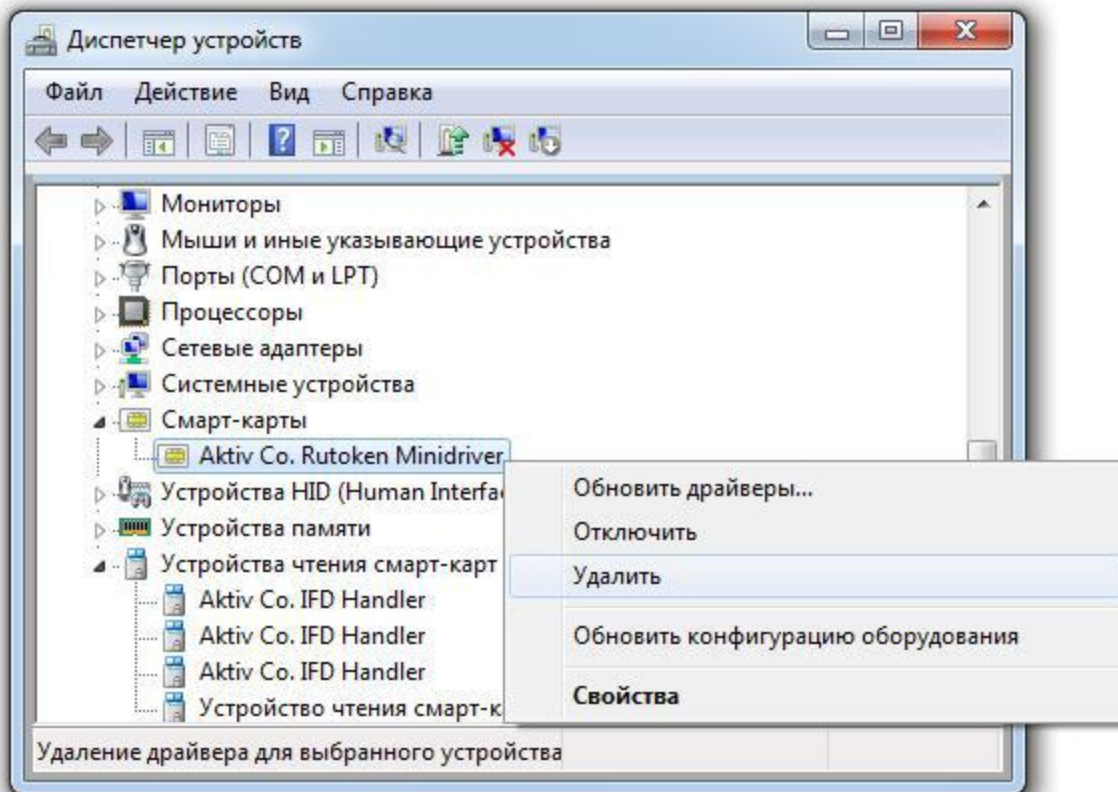 Диспетчер устройств
Файл Действие Вид Справка
Мониторы
Мыши и иные указывающие устройства
Порты (COM и LPT)
Процессоры
Сетевые адаптеры
Системные устройства
Смарт-карты
Aktiv Co. Rutoken Minidriver
Устройства HID (Human
Устройства памяти
Устройства чтения смарт-карт
Aktiv Co. IFD Handler
Aktiv Co. IFD Handler
Aktiv Co. IFD Handler
Устройство чтения
Обновить драйверы...
Отключить
Удалить
Обновить конфигурацию оборудования
Свойства
Удаление драйвера для выбранного устройства